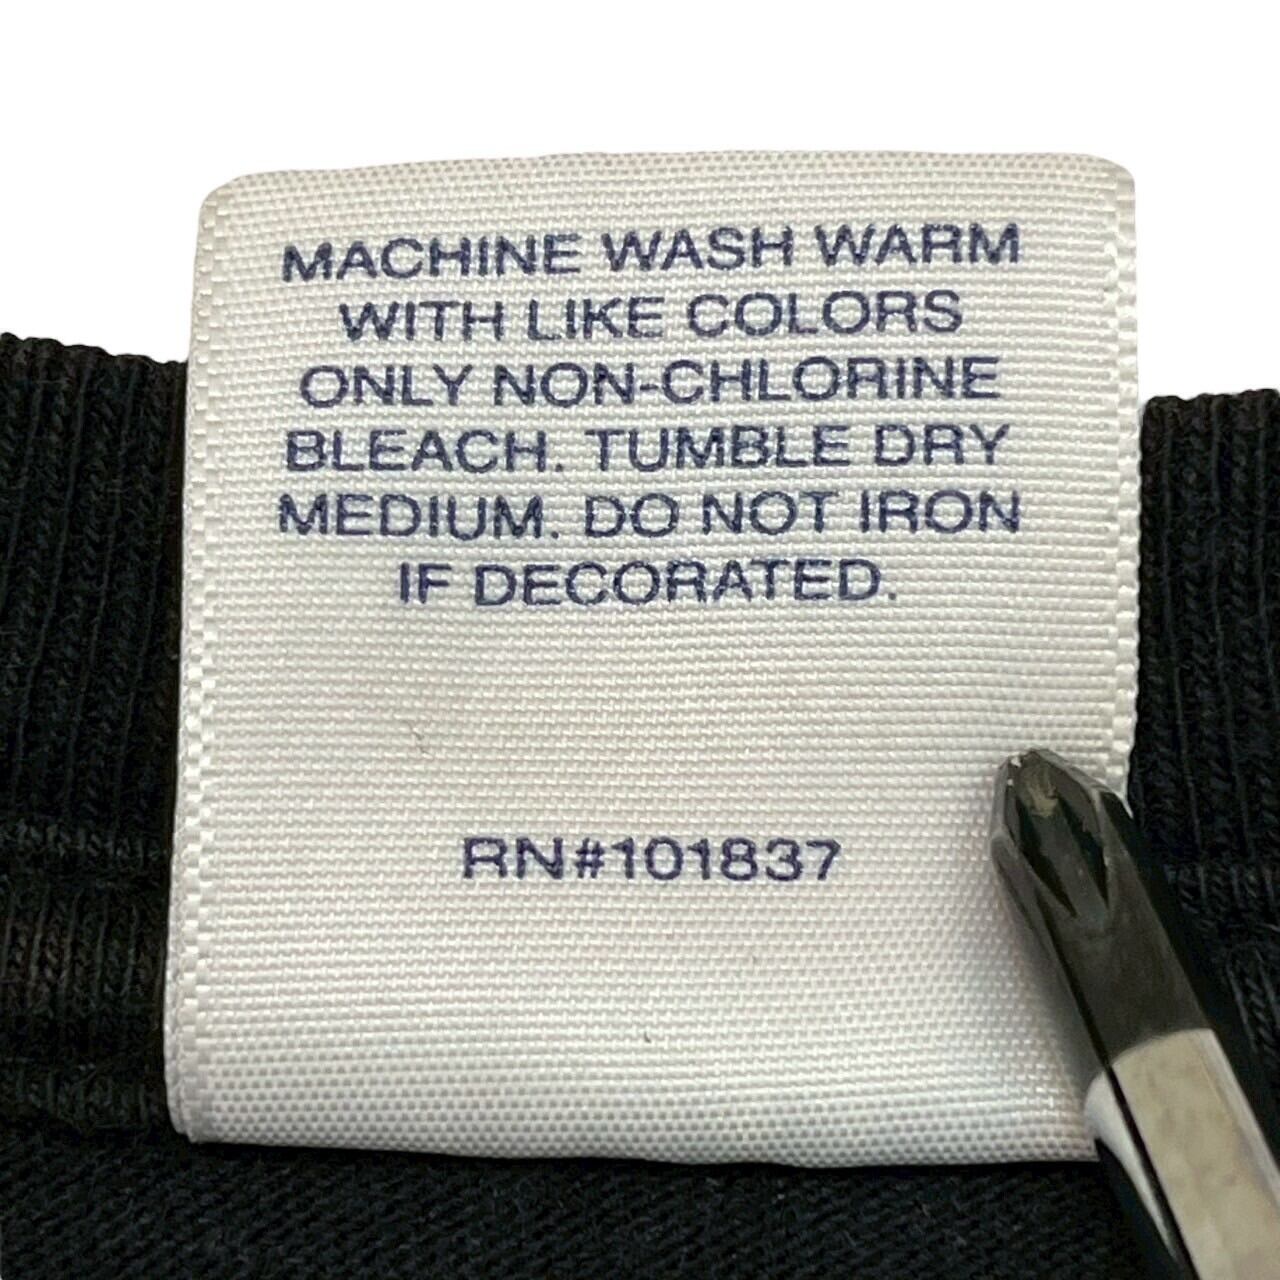 MACHINE WASH WARM
WITH LIKE COLORS
ONLY NON-CHLORINE
BLEACH. TUMBLE DRY
MEDIUM. DO NOT IRON
IF DECORATED.
RN#101837